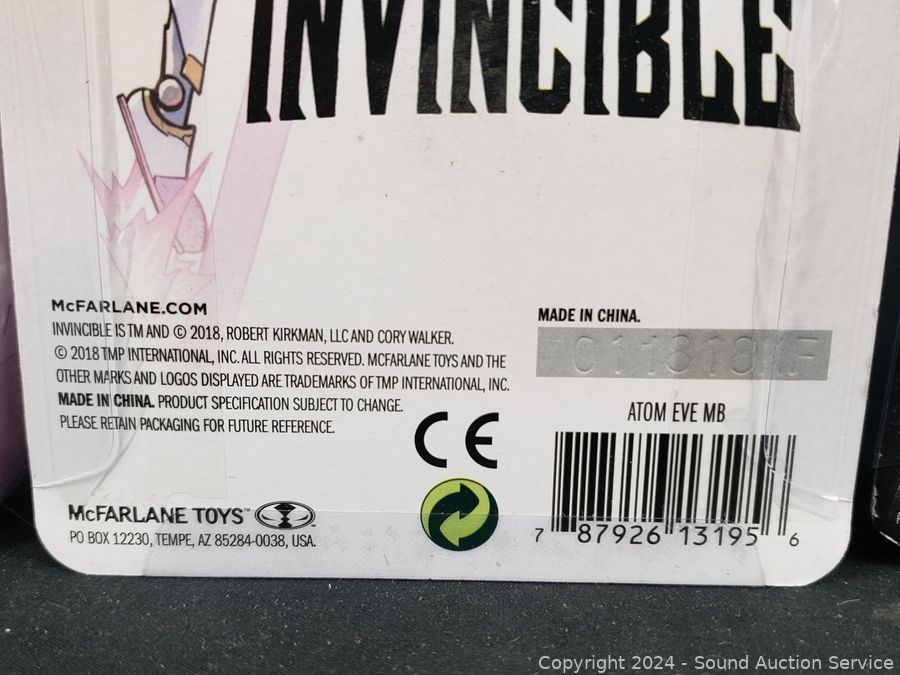 INVINCIBLE
McFARLANE.COM
INVINCIBLE IS TM AND © 2018, ROBERT KIRKMAN, LLC AND CORY WALKER.
© 2018 TMP INTERNATIONAL, INC. ALL RIGHTS RESERVED. MCFARLANE TOYS AND THE
OTHER MARKS AND LOGOS DISPLAYED ARE TRADEMARKS OF TMP INTERNATIONAL, INC.
MADE IN CHINA. PRODUCT SPECIFICATION SUBJECT TO CHANGE.
PLEASE RETAIN PACKAGING FOR FUTURE REFERENCE.
CE
McFARLANE TOYS™
PO BOX 12230, TEMPE, AZ 85284-0038, USA.
MADE IN CHINA.
ATOM EVE MB
7 87926 13195 6
Copyright 2024 - Sound Auction Service